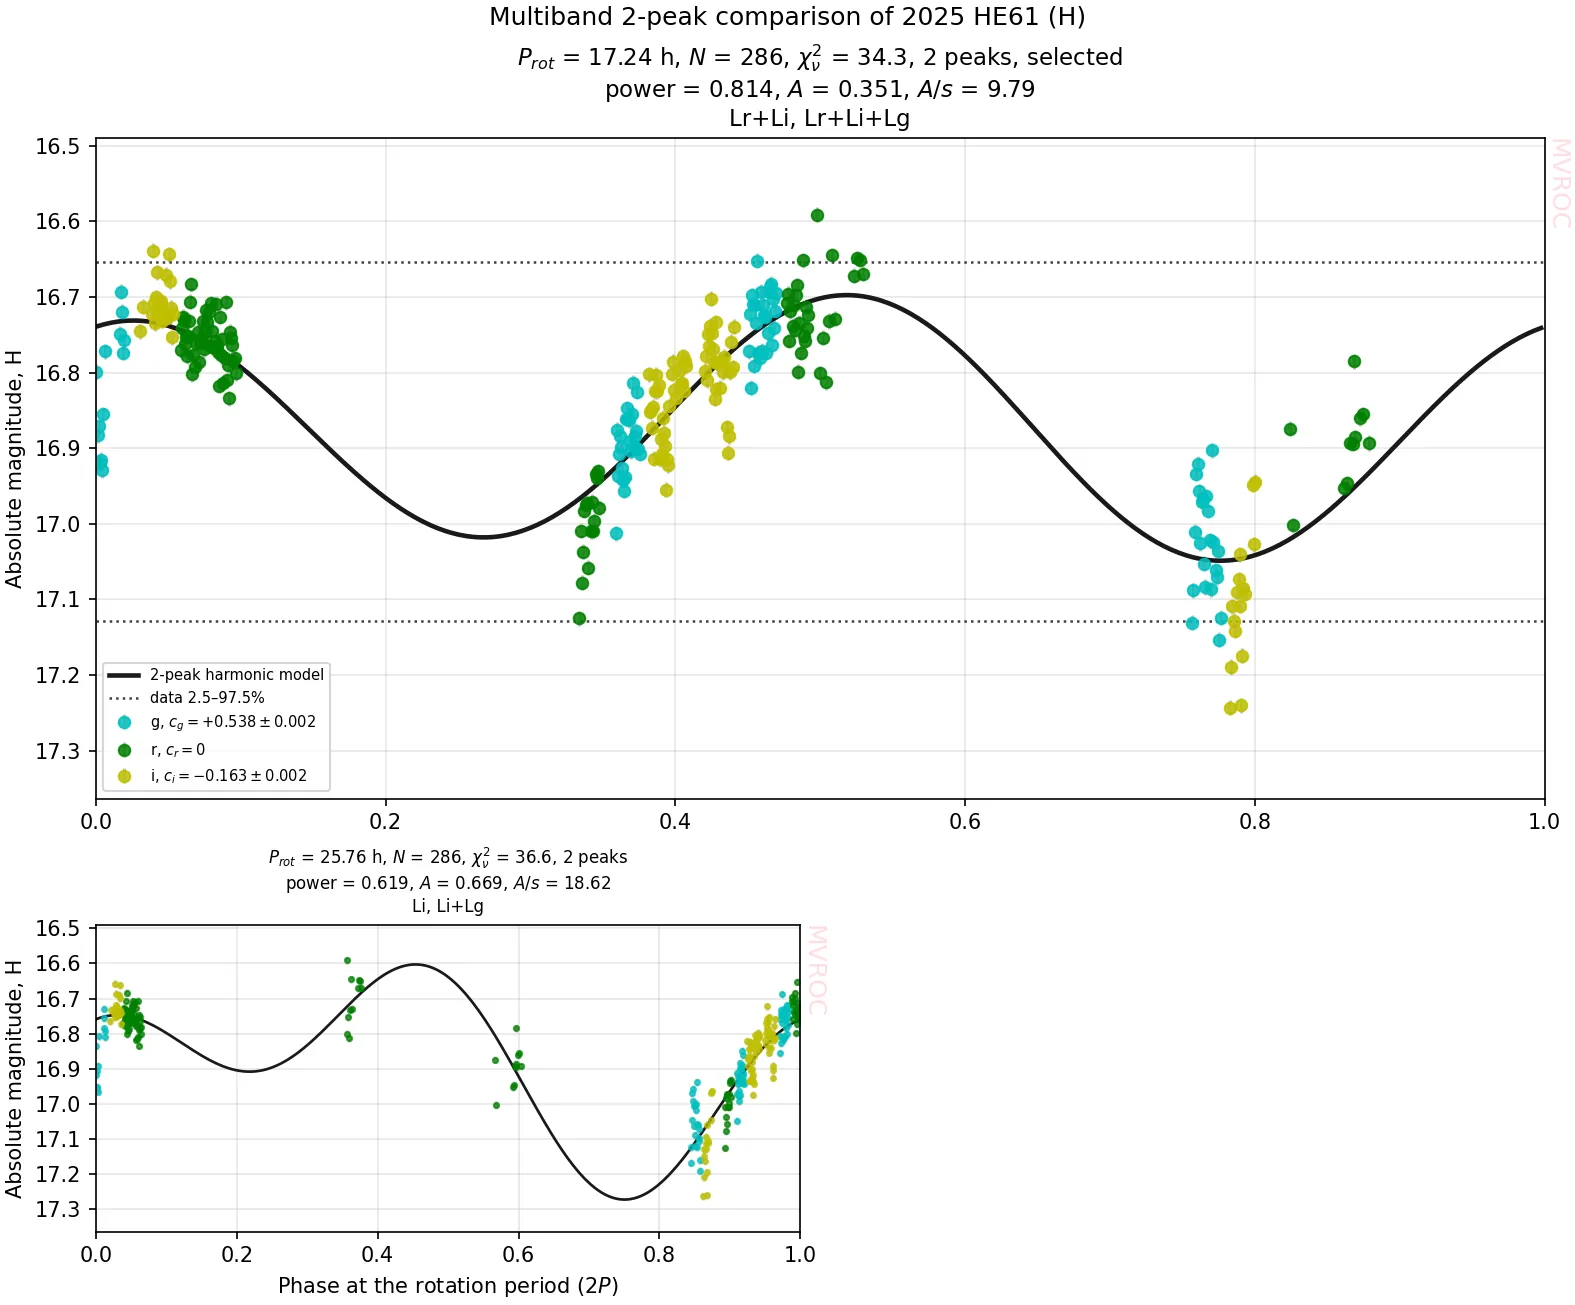 Multiband 2-peak comparison of 2025 HE61 (H)
P_rot = 17.24 h, N = 286, χ²_ν = 34.3, 2 peaks, selected
power = 0.814, A = 0.351, A/s = 9.79
Lr+Li, Lr+Li+Lg
MVROC
Absolute magnitude, H
16.5
16.6
16.7
16.8
16.9
17.0
17.1
17.2
17.3
2-peak harmonic model
data 2.5–97.5%
g, c_g = +0.538 ± 0.002
r, c_r = 0
i, c_i = −0.163 ± 0.002
0.0 0.2 0.4 0.6 0.8 1.0
P_rot = 25.76 h, N = 286, χ²_ν = 36.6, 2 peaks
power = 0.619, A = 0.669, A/s = 18.62
Li, Li+Lg
MVROC
Absolute magnitude, H
16.5
16.6
16.7
16.8
16.9
17.0
17.1
17.2
17.3
0.0 0.2 0.4 0.6 0.8 1.0
Phase at the rotation period (2P)